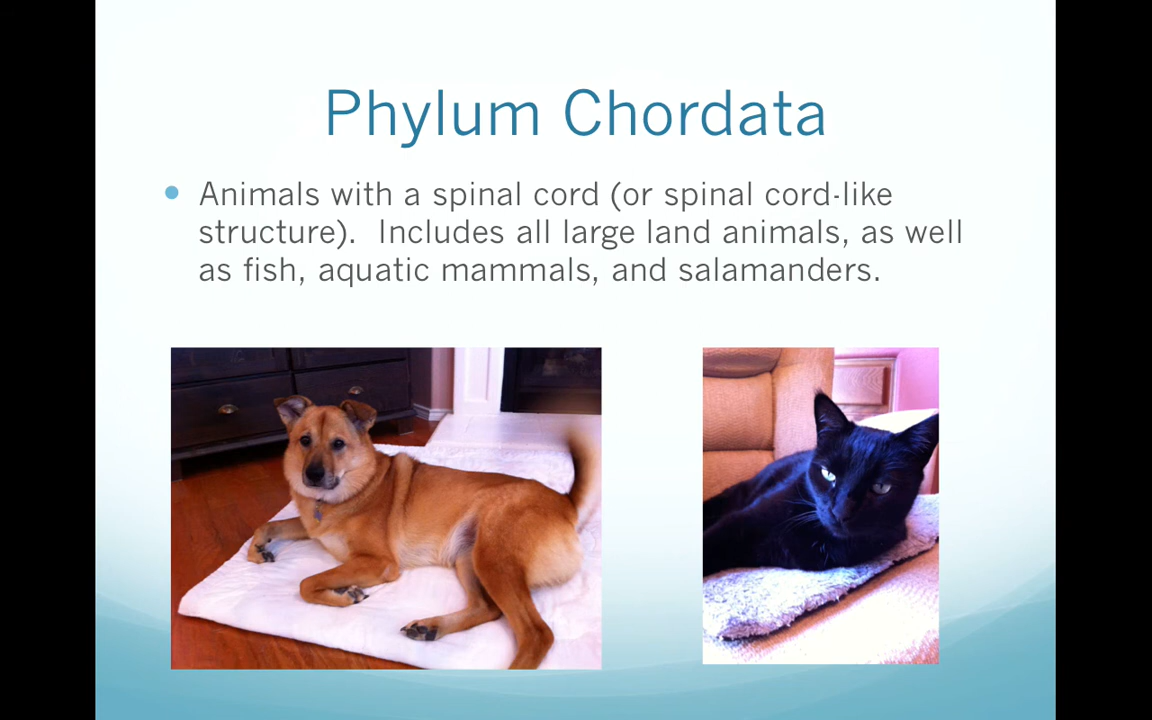 Phylum Chordata
Animals with a spinal cord (or spinal cord-like
structure).  Includes all large land animals, as well
as fish, aquatic mammals, and salamanders.